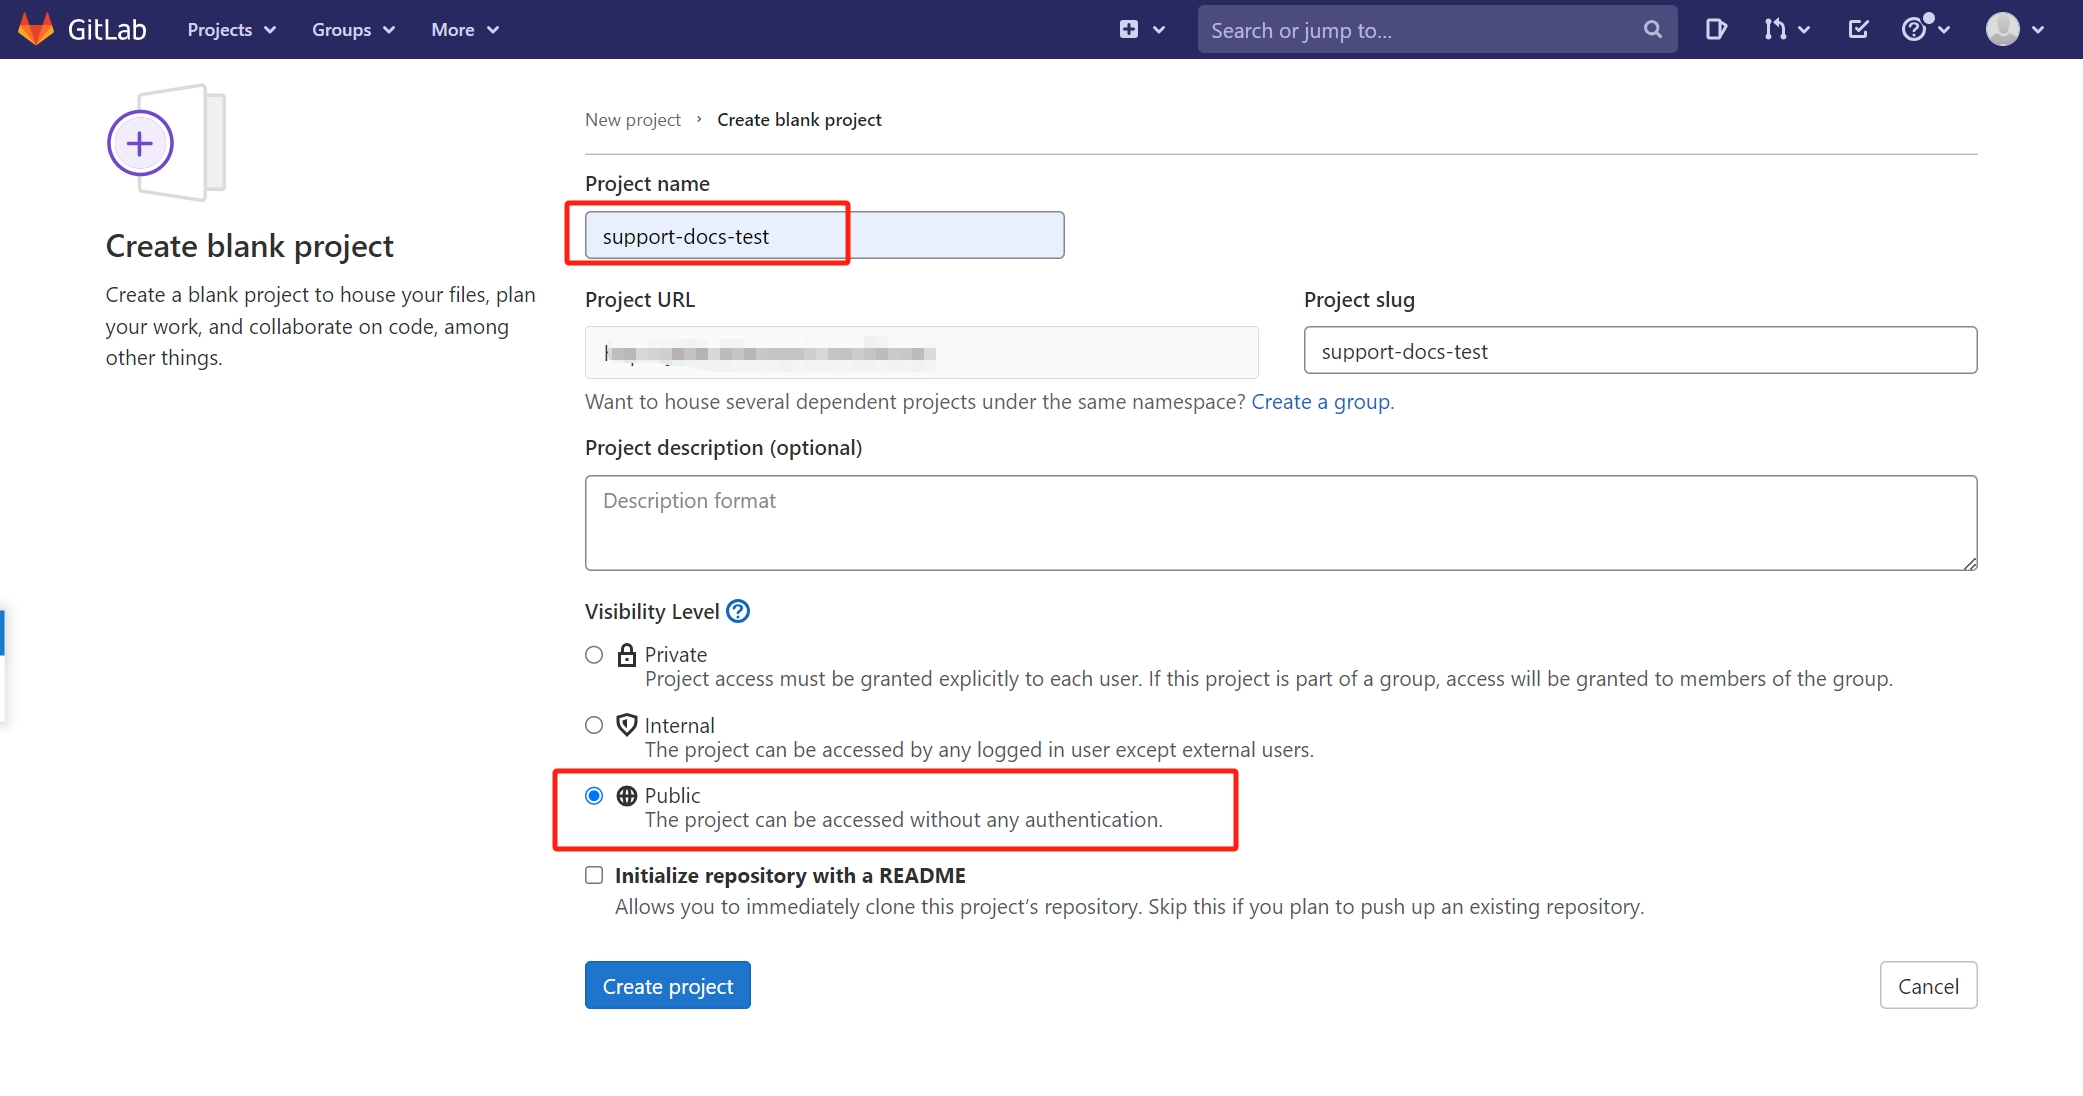 GitLab Projects Groups More Search or jump to...
New project › Create blank project
Project name
support-docs-test
Create blank project
Create a blank project to house your files, plan
your work, and collaborate on code, among
other things.
Project URL
Project slug
support-docs-test
Want to house several dependent projects under the same namespace? Create a group.
Project description (optional)
Description format
Visibility Level
Private
Project access must be granted explicitly to each user. If this project is part of a group, access will be granted to members of the group.
Internal
The project can be accessed by any logged in user except external users.
Public
The project can be accessed without any authentication.
Initialize repository with a README
Allows you to immediately clone this project's repository. Skip this if you plan to push up an existing repository.
Create project
Cancel